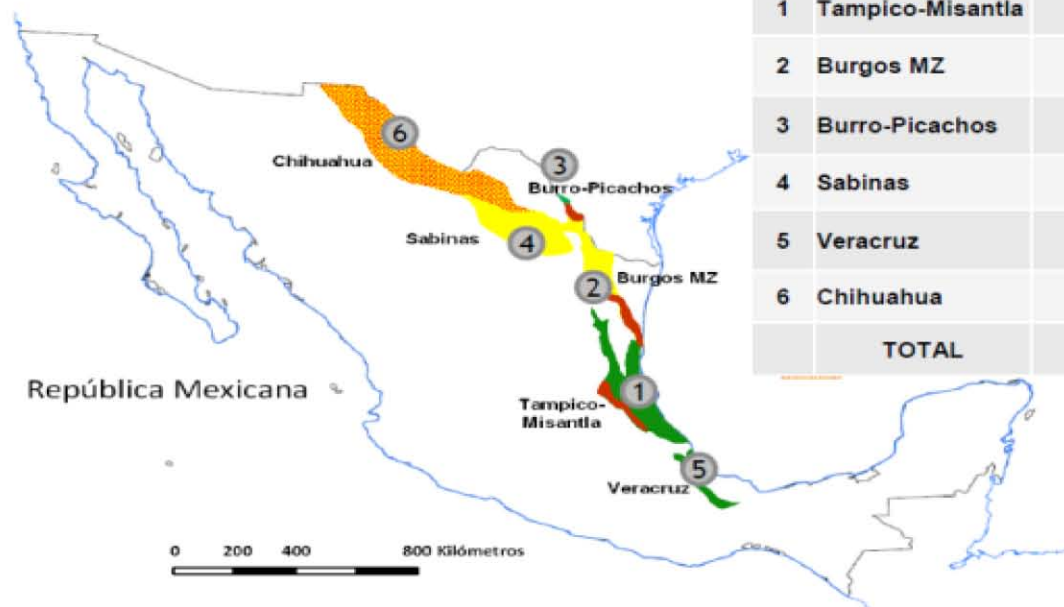 1 Tampico-Misantla
2 Burgos MZ
3 Burro-Picachos
4 Sabinas
5 Veracruz
6 Chihuahua
TOTAL
6
Chihuahua
3
Burro-Picachos
Sabinas
4
Burgos MZ
2
República Mexicana
1
Tampico-
Misantla
5
Veracruz
0 200 400 800 Kilómetros